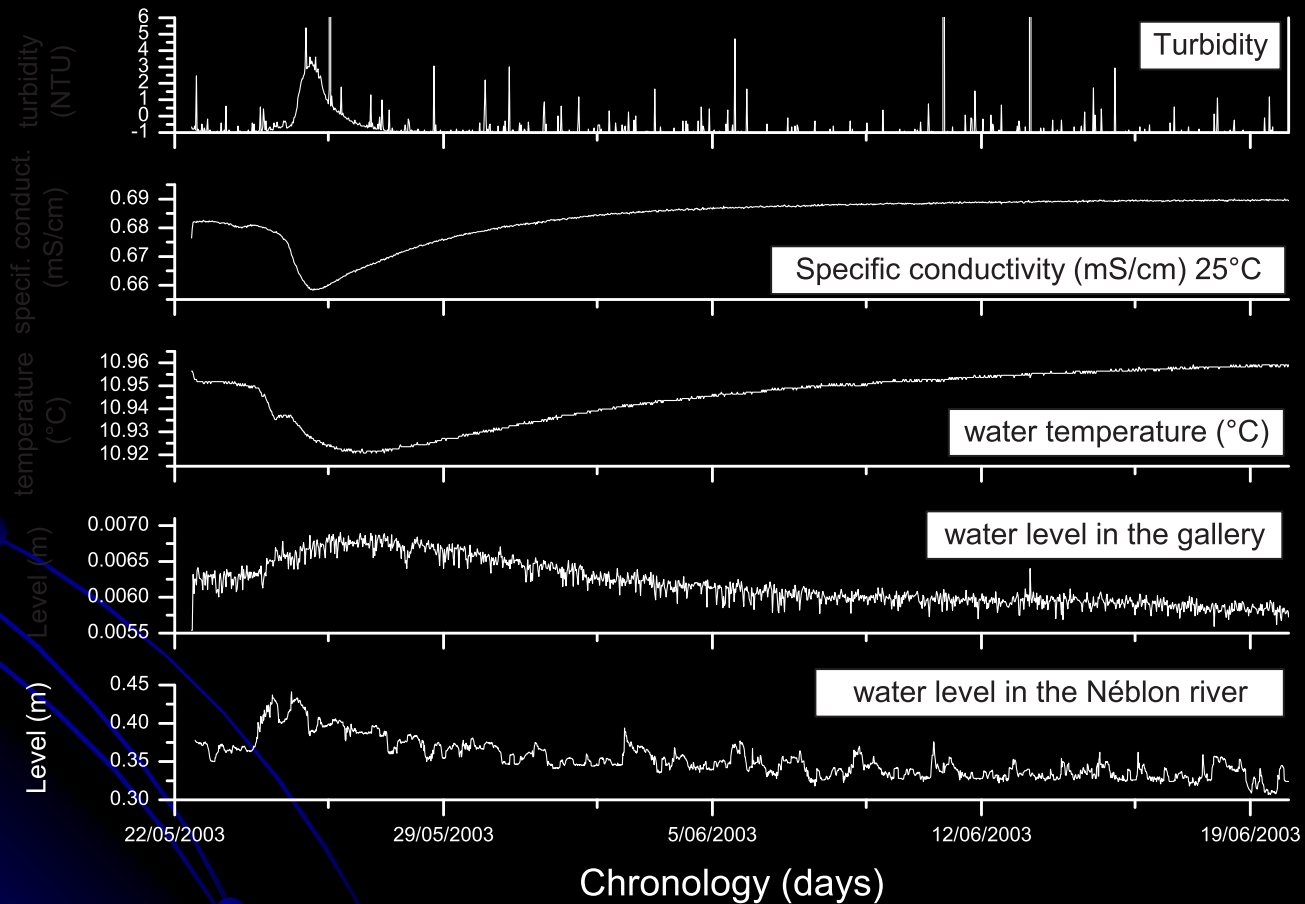 turbidity
(NTU)
6
5
4
3
2
1
0
-1
Turbidity
specif. conduct.
(mS/cm)
0.69
0.68
0.67
0.66
Specific conductivity (mS/cm) 25°C
temperature
(°C)
10.96
10.95
10.94
10.93
10.92
water temperature (°C)
Level (m)
0.0070
0.0065
0.0060
0.0055
water level in the gallery
Level (m)
0.45
0.40
0.35
0.30
water level in the Néblon river
22/05/2003 29/05/2003 5/06/2003 12/06/2003 19/06/2003
Chronology (days)